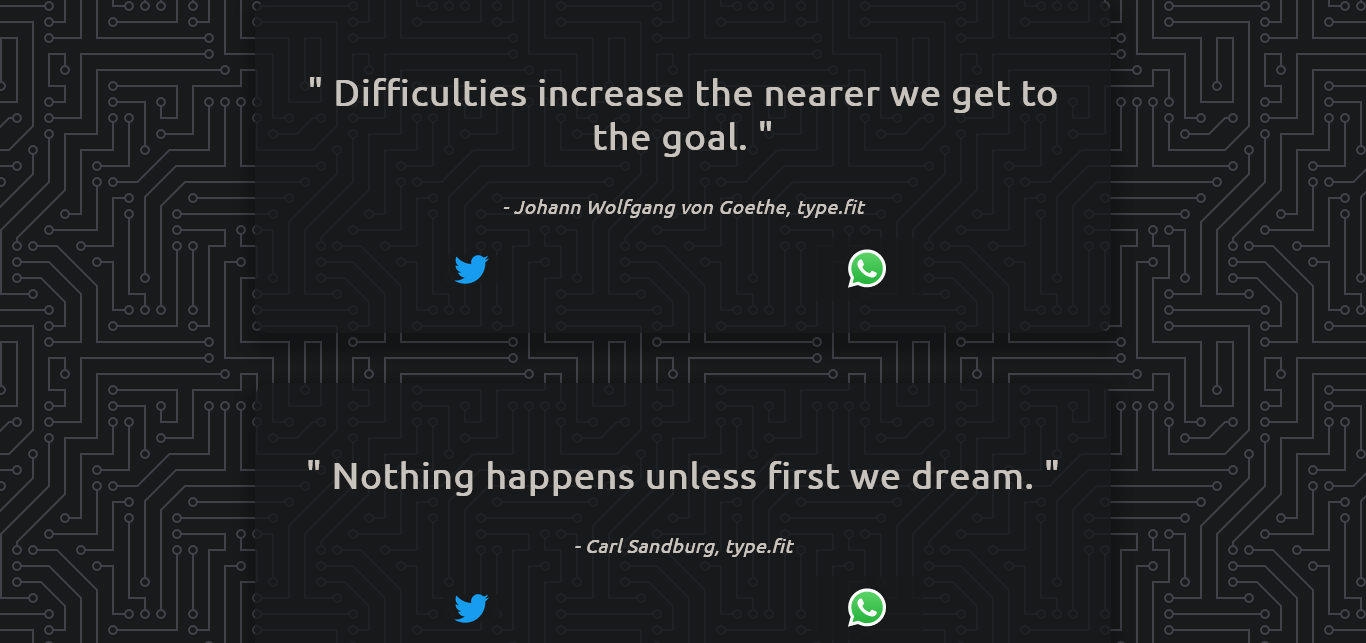 " Difficulties increase the nearer we get to
the goal. "
- Johann Wolfgang von Goethe, type.fit
" Nothing happens unless first we dream. "
- Carl Sandburg, type.fit